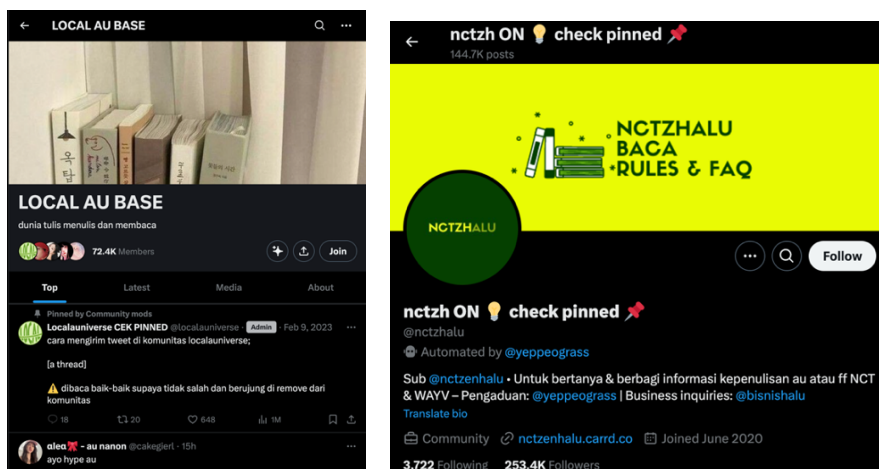 LOCAL AU BASE
LOCAL AU BASE
dunia tulis menulis dan membaca
72.4K Members
Join
Top Latest Media About
Pinned by Community mods
Localauniverse CEK PINNED @localauniverse · Admin · Feb 9, 2023
cara mengirim tweet di komunitas localauniverse;
[a thread]
⚠️ dibaca baik-baik supaya tidak salah dan berujung di remove dari
komunitas
18 20 648 1M
alea🎀 - au nanon @cakegierl · 15h
ayo hype au
nctzh ON 💡 check pinned 📌
144.7K posts
NCTZHALU
BACA
RULES & FAQ
NCTZHALU
Follow
nctzh ON 💡 check pinned 📌
@nctzhalu
Automated by @yeppeograss
Sub @nctzenhalu • Untuk bertanya & berbagi informasi kepenulisan au atau ff NCT
& WAYV – Pengaduan: @yeppeograss | Business inquiries: @bisnishalu
Translate bio
Community nctzenhalu.carrd.co Joined June 2020
3,722 Following 253.4K Followers